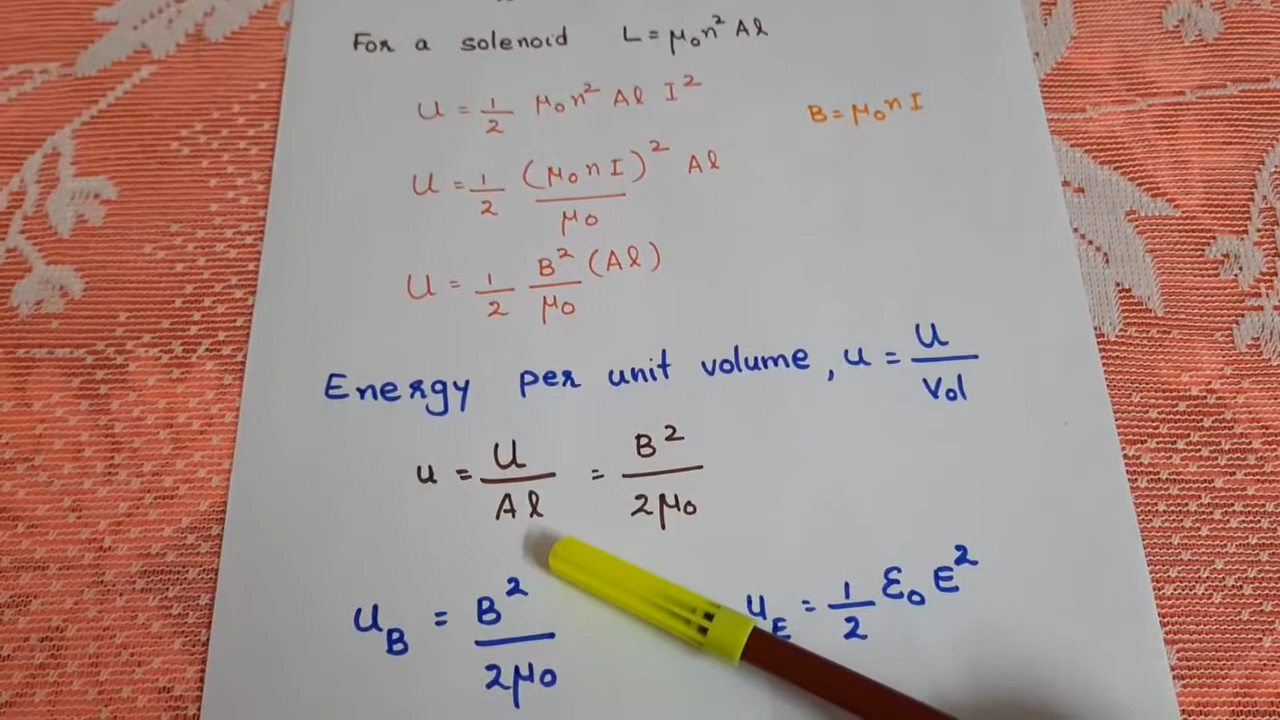 For a solenoid L = μ₀n² Al
U = 1/2 μ₀n² Al I²
B = μ₀nI
U = 1/2 (μ₀nI)²/μ₀ Al
U = 1/2 B²/μ₀ (Al)
Energy per unit volume, u = U/Vol
u = U/Al = B²/2μ₀
u_B = B²/2μ₀
u_E = 1/2 ε₀E²